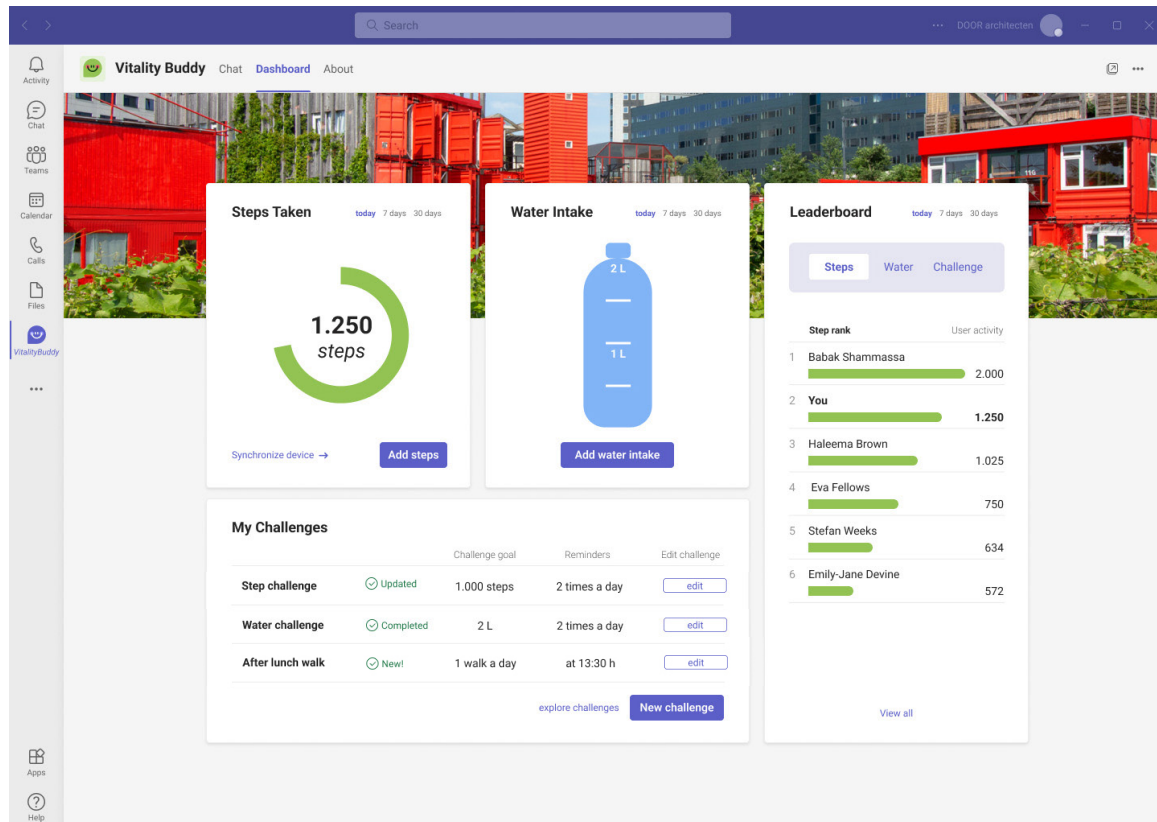 Search
DOOR architecten
Activity
Chat
Teams
Calendar
Calls
Files
VitalityBuddy
Apps
Help
Vitality Buddy Chat Dashboard About
11G
Steps Taken today 7 days 30 days
1.250
steps
Synchronize device → Add steps
Water Intake today 7 days 30 days
2 L
1 L
Add water intake
Leaderboard today 7 days 30 days
Steps Water Challenge
Step rank User activity
1 Babak Shammassa
2.000
2 You
1.250
3 Haleema Brown
1.025
4 Eva Fellows
750
5 Stefan Weeks
634
6 Emily-Jane Devine
572
View all
My Challenges
Challenge goal Reminders Edit challenge
Step challenge Updated 1.000 steps 2 times a day edit
Water challenge Completed 2 L 2 times a day edit
After lunch walk New! 1 walk a day at 13:30 h edit
explore challenges New challenge